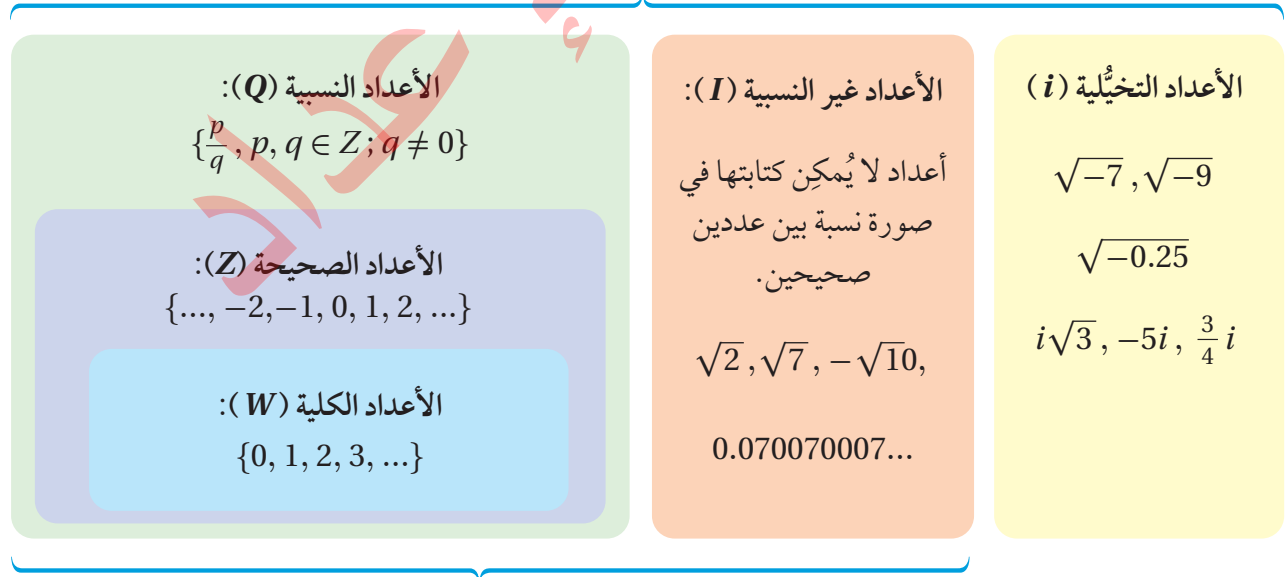 الأعداد التخيُّلية (i)
√−7 , √−9
√−0.25
i√3 , −5i , 3/4 i
الأعداد غير النسبية (I):
أعداد لا يُمكِن كتابتها في
صورة نسبة بين عددين
صحيحين.
√2 , √7 , −√10,
0.070070007...
الأعداد النسبية (Q):
{p/q , p, q ∈ Z ; q ≠ 0}
الأعداد الصحيحة (Z):
{..., −2,−1, 0, 1, 2, ...}
الأعداد الكلية (W):
{0, 1, 2, 3, ...}